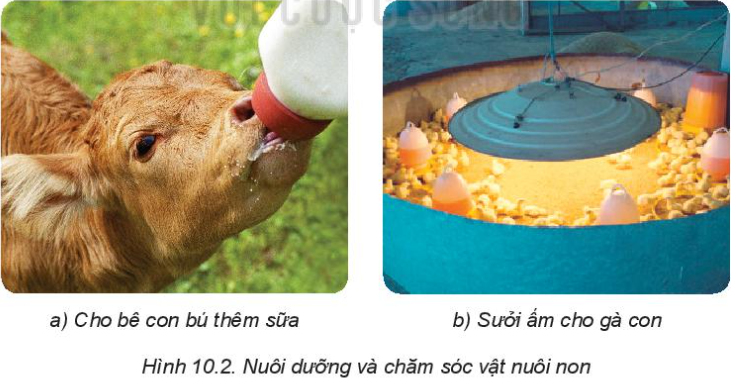 a) Cho bê con bú thêm sữa
b) Sưởi ấm cho gà con
Hình 10.2. Nuôi dưỡng và chăm sóc vật nuôi non